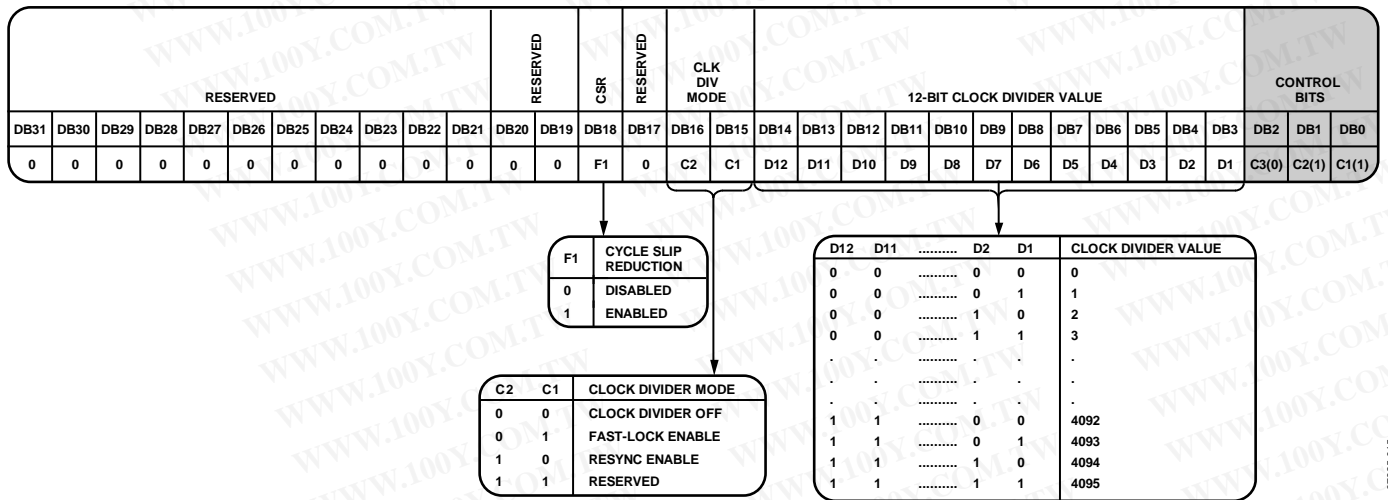 RESERVED RESERVED CSR RESERVED CLK DIV MODE 12-BIT CLOCK DIVIDER VALUE CONTROL BITS
DB31 DB30 DB29 DB28 DB27 DB26 DB25 DB24 DB23 DB22 DB21 DB20 DB19 DB18 DB17 DB16 DB15 DB14 DB13 DB12 DB11 DB10 DB9 DB8 DB7 DB6 DB5 DB4 DB3 DB2 DB1 DB0
0 0 0 0 0 0 0 0 0 0 0 0 0 F1 0 C2 C1 D12 D11 D10 D9 D8 D7 D6 D5 D4 D3 D2 D1 C3(0) C2(1) C1(1)
F1 CYCLE SLIP REDUCTION
0 DISABLED
1 ENABLED
C2 C1 CLOCK DIVIDER MODE
0 0 CLOCK DIVIDER OFF
0 1 FAST-LOCK ENABLE
1 0 RESYNC ENABLE
1 1 RESERVED
D12 D11 .......... D2 D1 CLOCK DIVIDER VALUE
0 0 .......... 0 0 0
0 0 .......... 0 1 1
0 0 .......... 1 0 2
0 0 .......... 1 1 3
. . .......... . . .
. . .......... . . .
. . .......... . . .
1 1 .......... 0 0 4092
1 1 .......... 0 1 4093
1 1 .......... 1 0 4094
1 1 .......... 1 1 4095
WWW.100Y.COM.TW